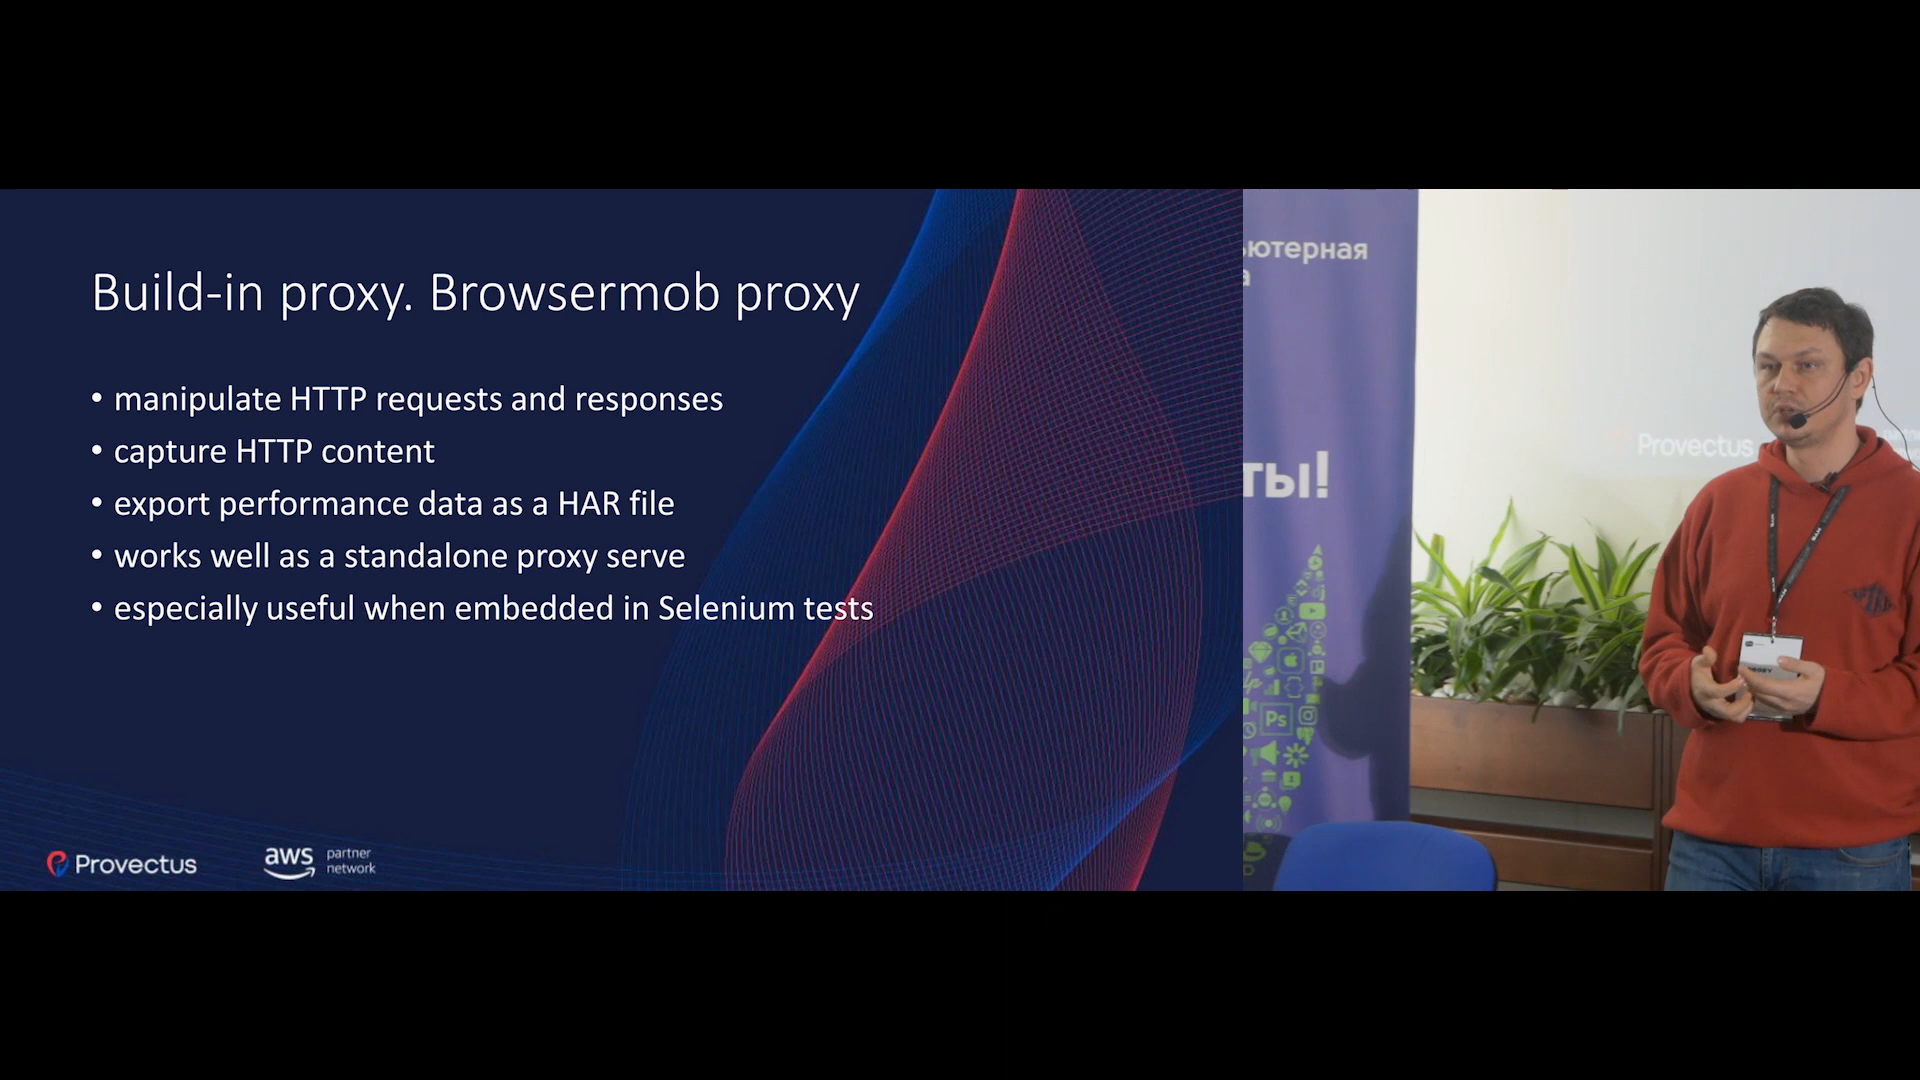 Build-in proxy. Browsermob proxy
• manipulate HTTP requests and responses
• capture HTTP content
• export performance data as a HAR file
• works well as a standalone proxy serve
• especially useful when embedded in Selenium tests
Provectus
aws partner network
ьютерная
а
ты!
Ps
Provectus